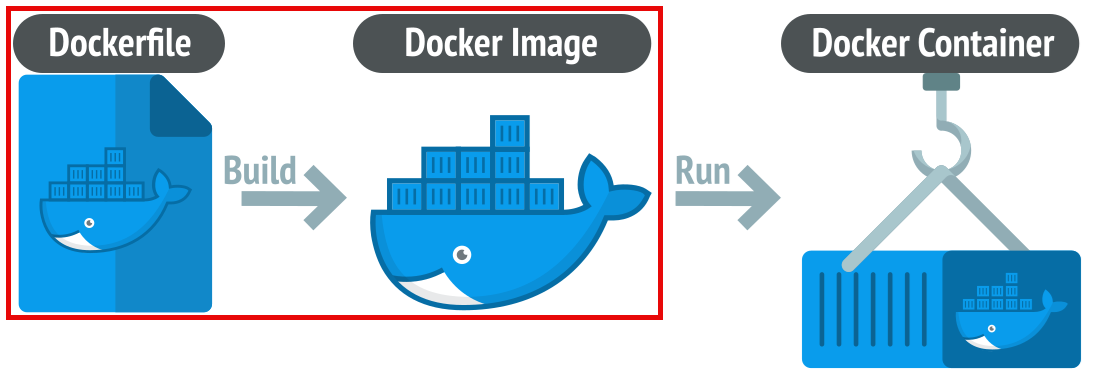 Dockerfile
Docker Image
Docker Container
Build
Run